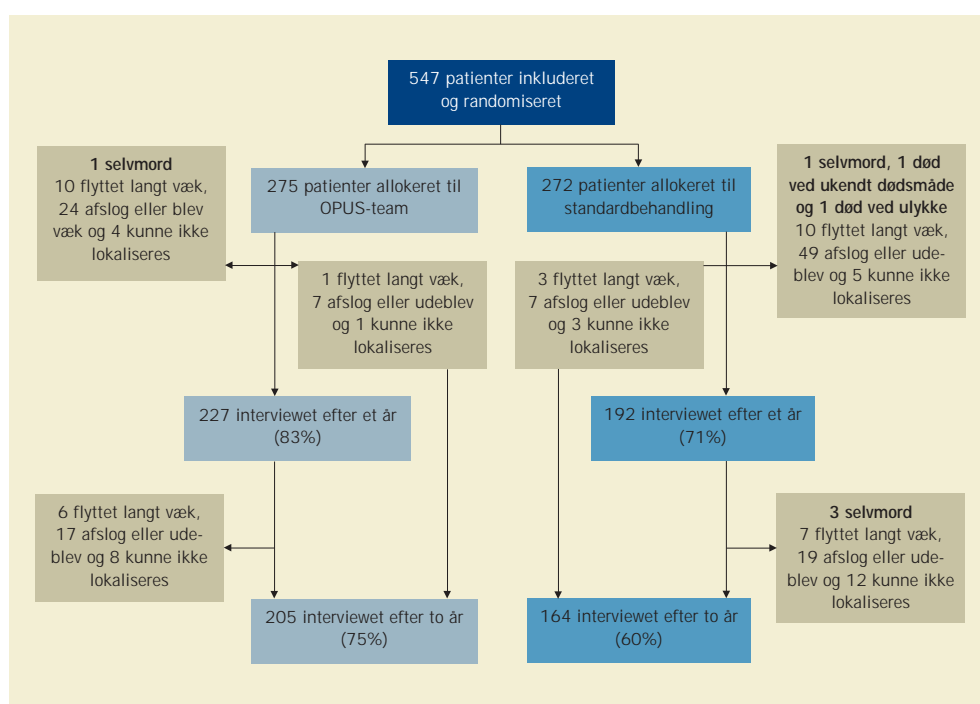 547 patienter inkluderet
og randomiseret
1 selvmord
10 flyttet langt væk,
24 afslog eller blev
væk og 4 kunne ikke
lokaliseres
275 patienter allokeret til
OPUS-team
272 patienter allokeret til
standardbehandling
1 selvmord, 1 død
ved ukendt dødsmåde
og 1 død ved ulykke
10 flyttet langt væk,
49 afslog eller ude-
blev og 5 kunne ikke
lokaliseres
1 flyttet langt væk,
7 afslog eller udeblev
og 1 kunne ikke
lokaliseres
3 flyttet langt væk,
7 afslog eller udeblev
og 3 kunne ikke
lokaliseres
227 interviewet efter et år
(83%)
192 interviewet efter et år
(71%)
6 flyttet langt væk,
17 afslog eller ude-
blev og 8 kunne ikke
lokaliseres
3 selvmord
7 flyttet langt væk,
19 afslog eller ude-
blev og 12 kunne ikke
lokaliseres
205 interviewet efter to år
(75%)
164 interviewet efter to år
(60%)